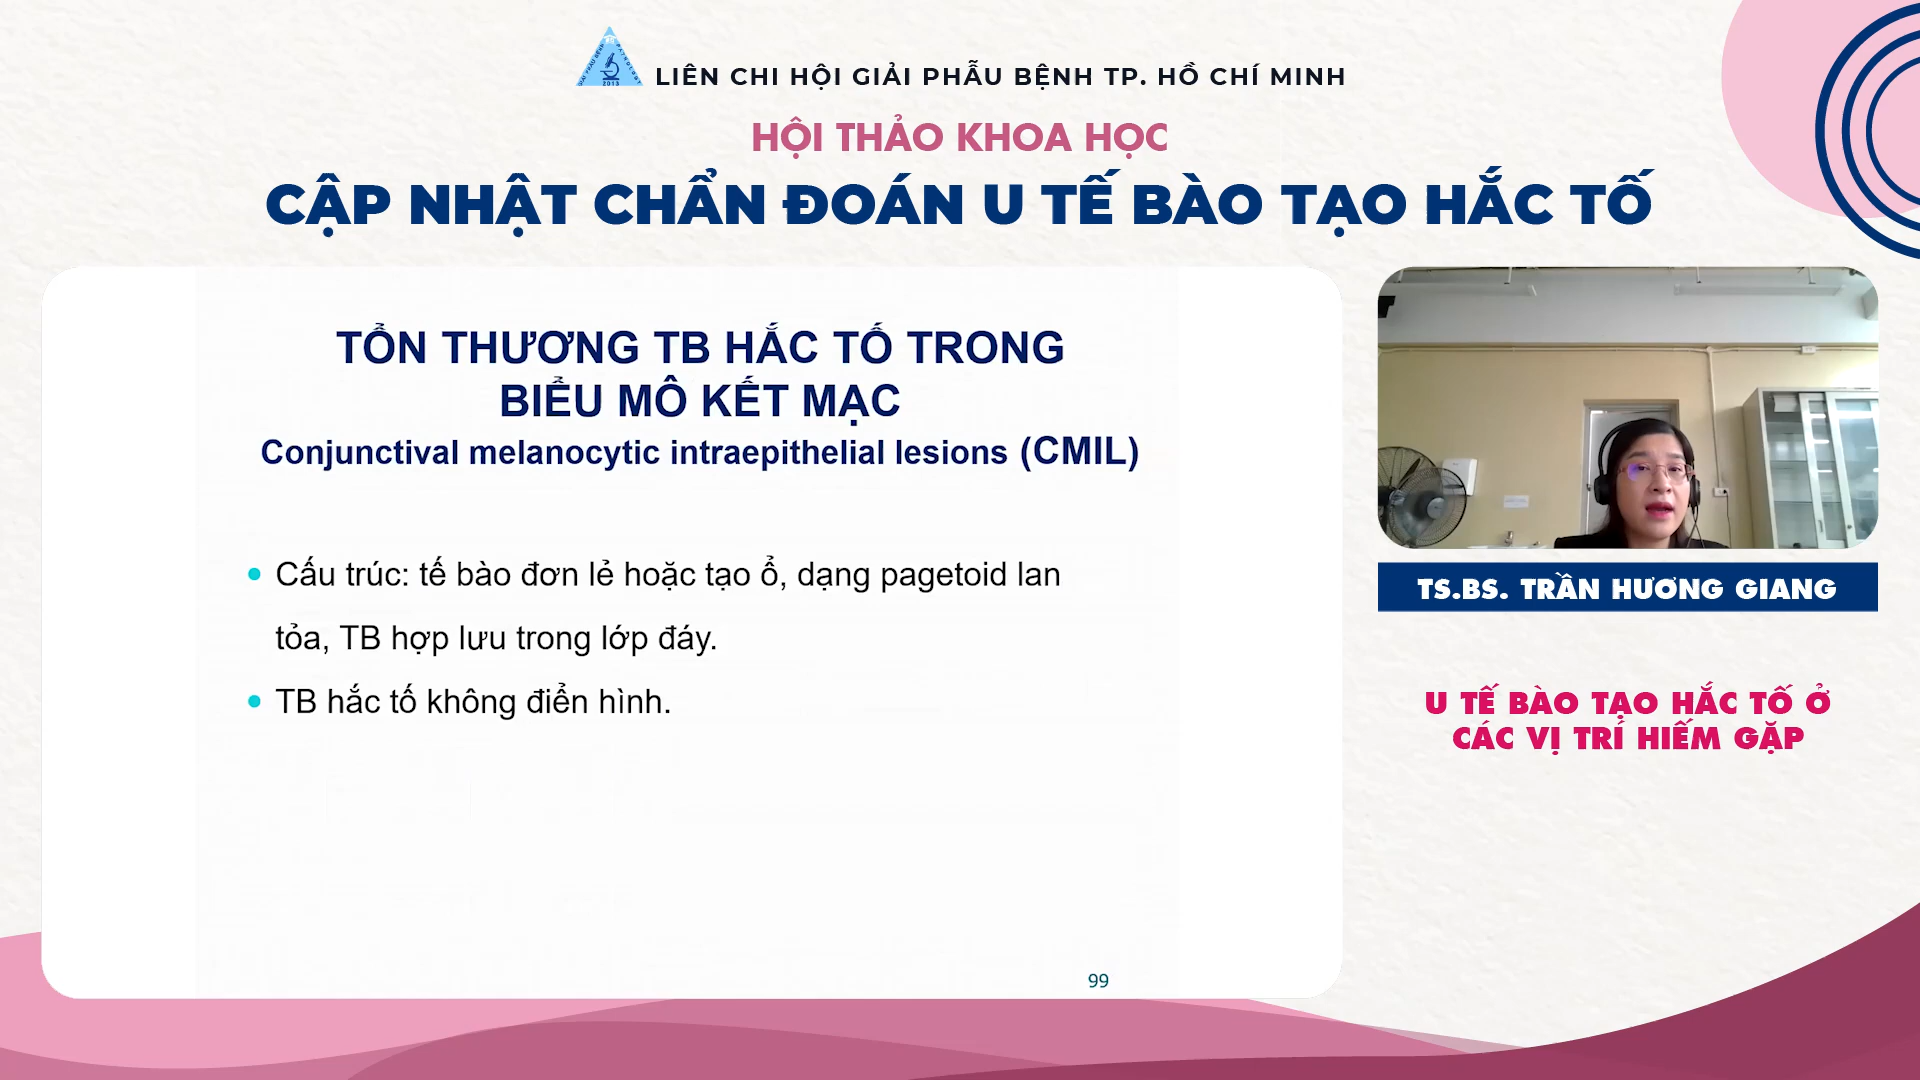 2013
LIÊN CHI HỘI GIẢI PHẪU BỆNH TP. HỒ CHÍ MINH
HỘI THẢO KHOA HỌC
CẬP NHẬT CHẨN ĐOÁN U TẾ BÀO TẠO HẮC TỐ
TỔN THƯƠNG TB HẮC TỐ TRONG
BIỂU MÔ KẾT MẠC
Conjunctival melanocytic intraepithelial lesions (CMIL)
• Cấu trúc: tế bào đơn lẻ hoặc tạo ổ, dạng pagetoid lan
tỏa, TB hợp lưu trong lớp đáy.
• TB hắc tố không điển hình.
99
TS.BS. TRẦN HƯƠNG GIANG
U TẾ BÀO TẠO HẮC TỐ Ở
CÁC VỊ TRÍ HIẾM GẶP